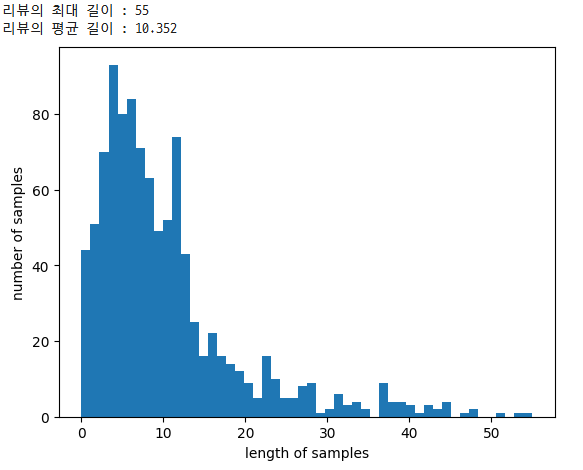 리뷰의 최대 길이 : 55
리뷰의 평균 길이 : 10.352
80
60
40
20
0
number of samples
0 10 20 30 40 50
length of samples